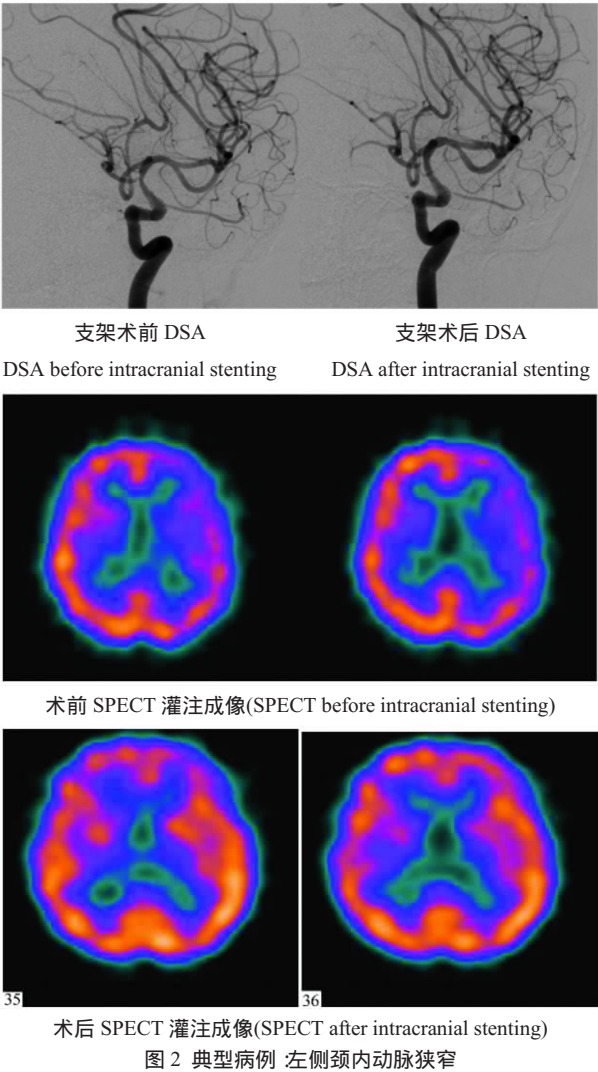 支架术前 DSA
支架术后 DSA
DSA before intracranial stenting
DSA after intracranial stenting
术前 SPECT 灌注成像(SPECT before intracranial stenting)
35
36
术后 SPECT 灌注成像(SPECT after intracranial stenting)
图 2 典型病例 :左侧颈内动脉狭窄